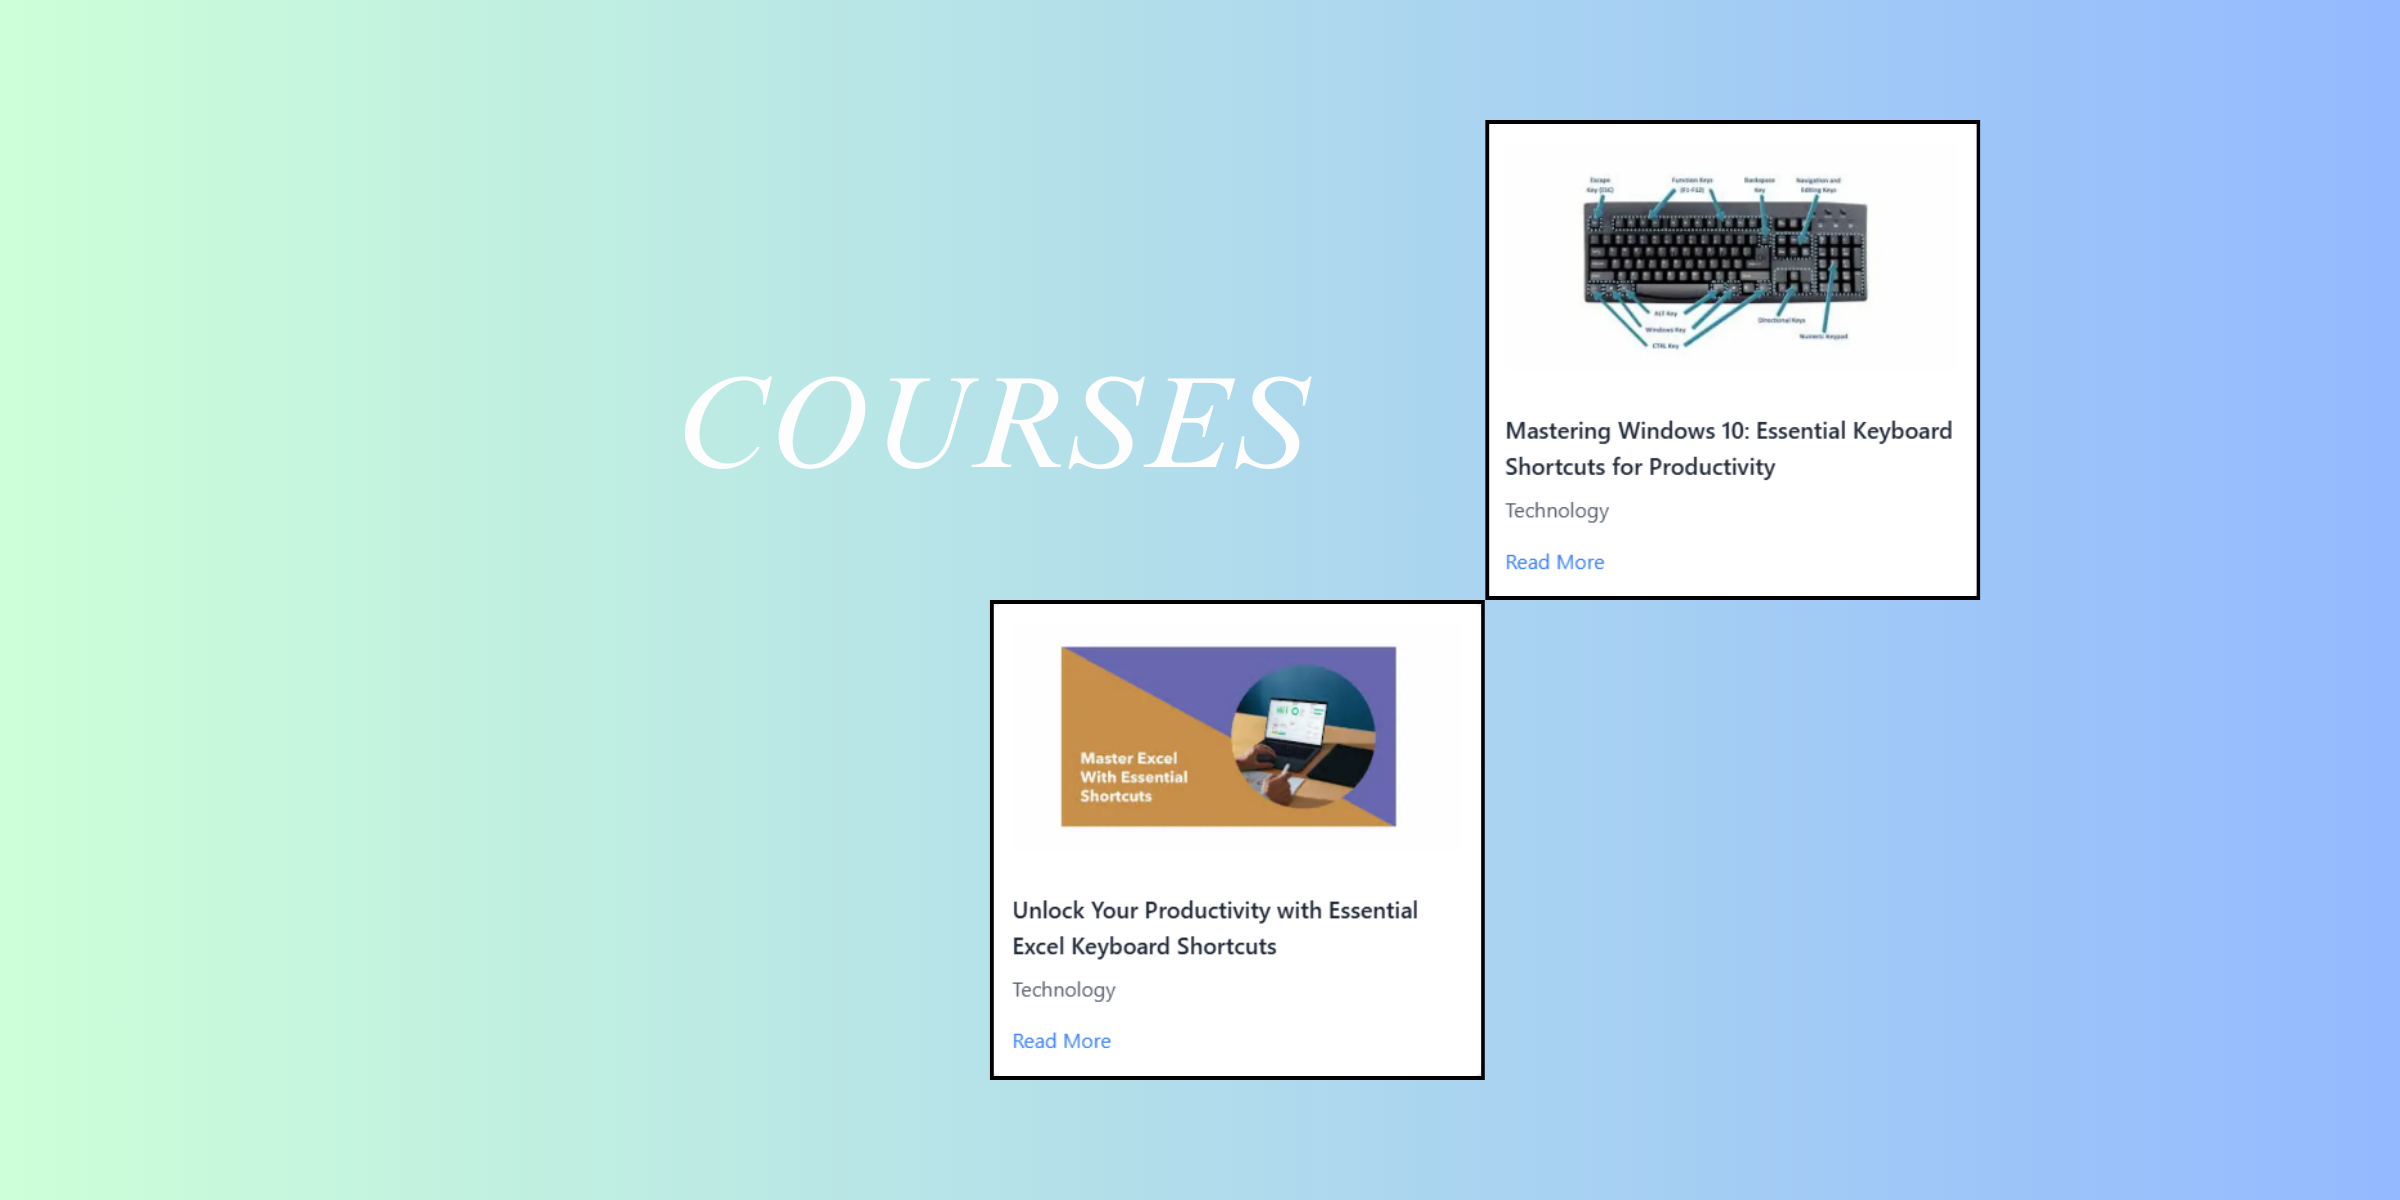 COURSES
Escape
Key (ESC)
Function Keys
(F1-F12)
Backspace
Key
Navigation and
Editing Keys
ALT Key
Windows Key
CTRL Key
Directional Keys
Numeric Keypad
Mastering Windows 10: Essential Keyboard
Shortcuts for Productivity
Technology
Read More
Master Excel
With Essential
Shortcuts
Unlock Your Productivity with Essential
Excel Keyboard Shortcuts
Technology
Read More